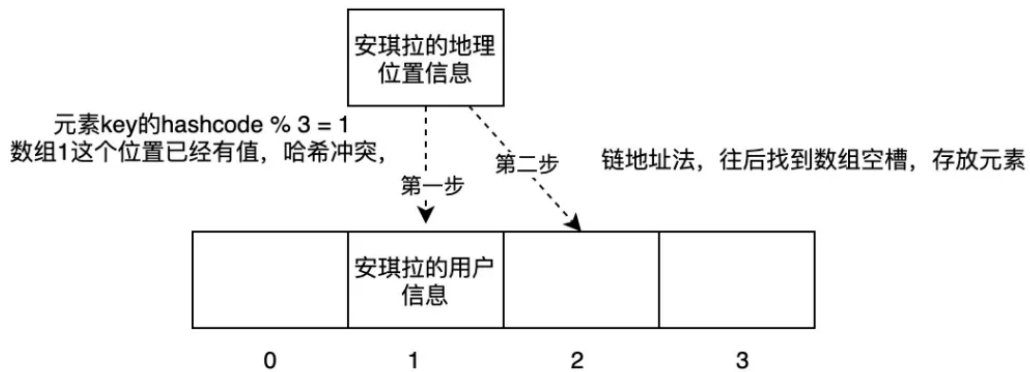 安琪拉的地理
位置信息
元素key的hashcode % 3 = 1
数组1这个位置已经有值，哈希冲突，
第一步
第二步
链地址法，往后找到数组空槽，存放元素
安琪拉的用户
信息
0
1
2
3